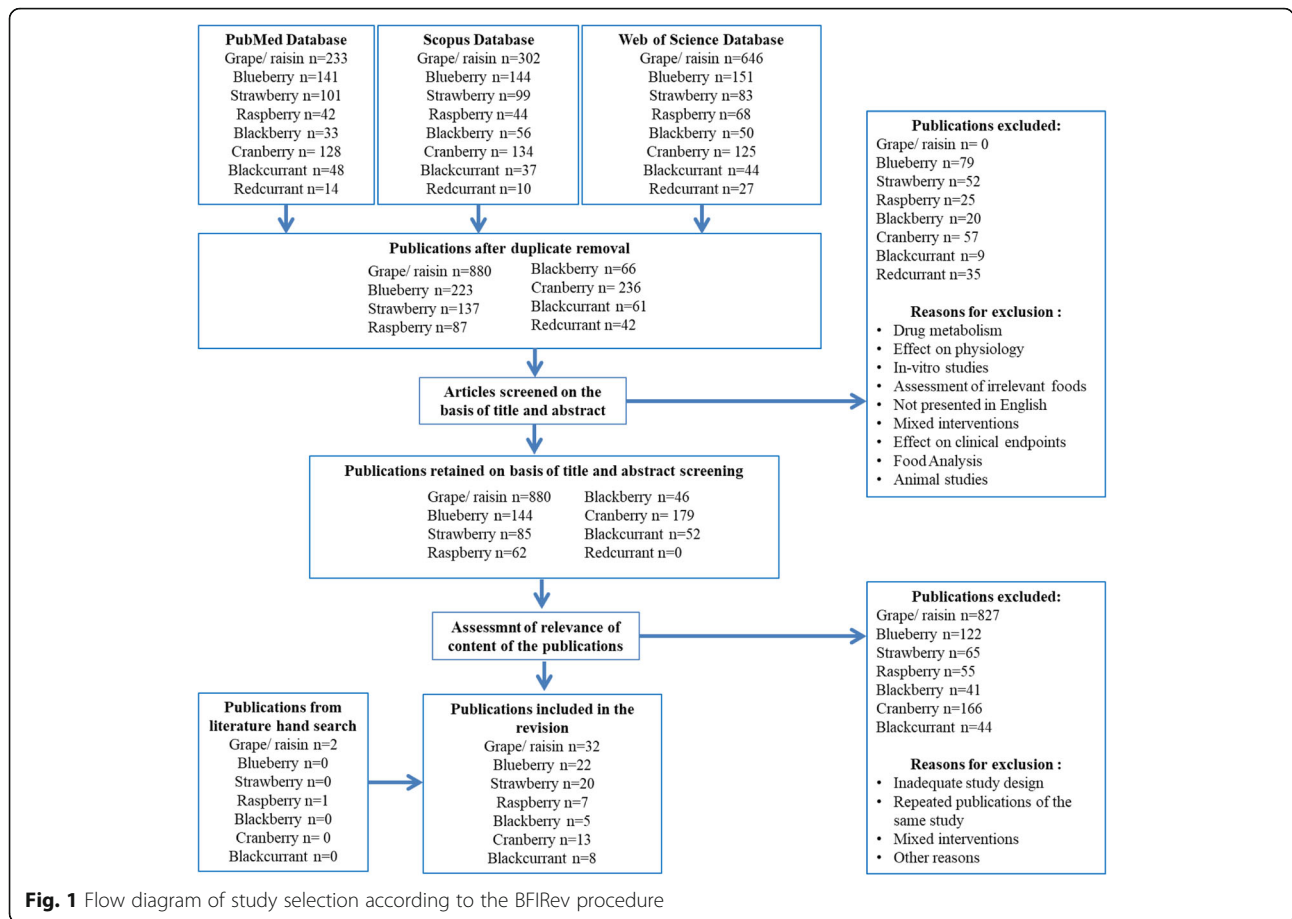 PubMed Database
Grape/ raisin n=233
Blueberry n=141
Strawberry n=101
Raspberry n=42
Blackberry n=33
Cranberry n= 128
Blackcurrant n=48
Redcurrant n=14
Scopus Database
Grape/ raisin n=302
Blueberry n=144
Strawberry n=99
Raspberry n=44
Blackberry n=56
Cranberry n= 134
Blackcurrant n=37
Redcurrant n=10
Web of Science Database
Grape/ raisin n=646
Blueberry n=151
Strawberry n=83
Raspberry n=68
Blackberry n=50
Cranberry n= 125
Blackcurrant n=44
Redcurrant n=27
Publications excluded:
Grape/ raisin n= 0
Blueberry n=79
Strawberry n=52
Raspberry n=25
Blackberry n=20
Cranberry n= 57
Blackcurrant n=9
Redcurrant n=35
Reasons for exclusion :
• Drug metabolism
• Effect on physiology
• In-vitro studies
• Assessment of irrelevant foods
• Not presented in English
• Mixed interventions
• Effect on clinical endpoints
• Food Analysis
• Animal studies
Publications after duplicate removal
Grape/ raisin n=880
Blueberry n=223
Strawberry n=137
Raspberry n=87
Blackberry n=66
Cranberry n= 236
Blackcurrant n=61
Redcurrant n=42
Articles screened on the
basis of title and abstract
Publications retained on basis of title and abstract screening
Grape/ raisin n=880
Blueberry n=144
Strawberry n=85
Raspberry n=62
Blackberry n=46
Cranberry n= 179
Blackcurrant n=52
Redcurrant n=0
Assessmnt of relevance of
content of the publications
Publications excluded:
Grape/ raisin n=827
Blueberry n=122
Strawberry n=65
Raspberry n=55
Blackberry n=41
Cranberry n=166
Blackcurrant n=44
Reasons for exclusion :
• Inadequate study design
• Repeated publications of the
same study
• Mixed interventions
• Other reasons
Publications from
literature hand search
Grape/ raisin n=2
Blueberry n=0
Strawberry n=0
Raspberry n=1
Blackberry n=0
Cranberry n= 0
Blackcurrant n=0
Publications included in the
revision
Grape/ raisin n=32
Blueberry n=22
Strawberry n=20
Raspberry n=7
Blackberry n=5
Cranberry n=13
Blackcurrant n=8
Fig. 1 Flow diagram of study selection according to the BFIRev procedure